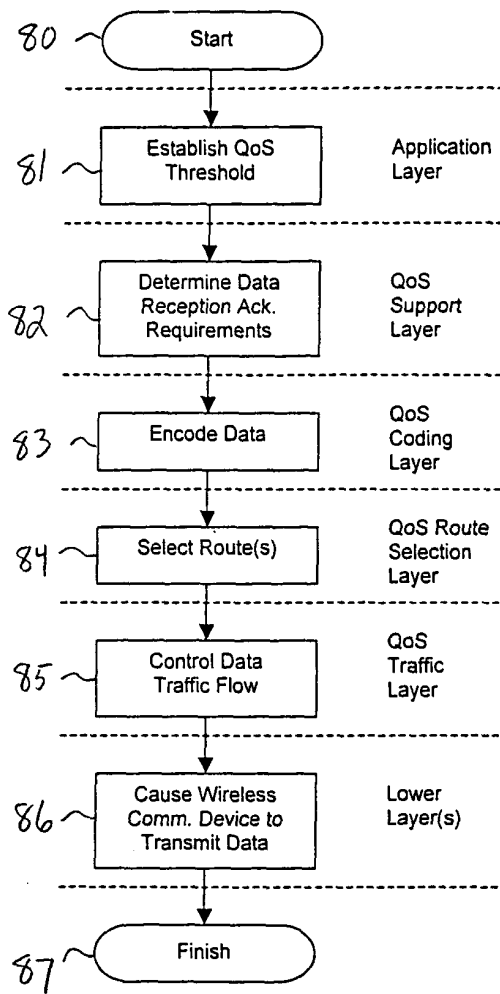 80
Start
81
Establish QoS
Threshold
Application
Layer
82
Determine Data
Reception Ack.
Requirements
QoS
Support
Layer
83
Encode Data
QoS
Coding
Layer
84
Select Route(s)
QoS Route
Selection
Layer
85
Control Data
Traffic Flow
QoS
Traffic
Layer
86
Cause Wireless
Comm. Device to
Transmit Data
Lower
Layer(s)
87
Finish